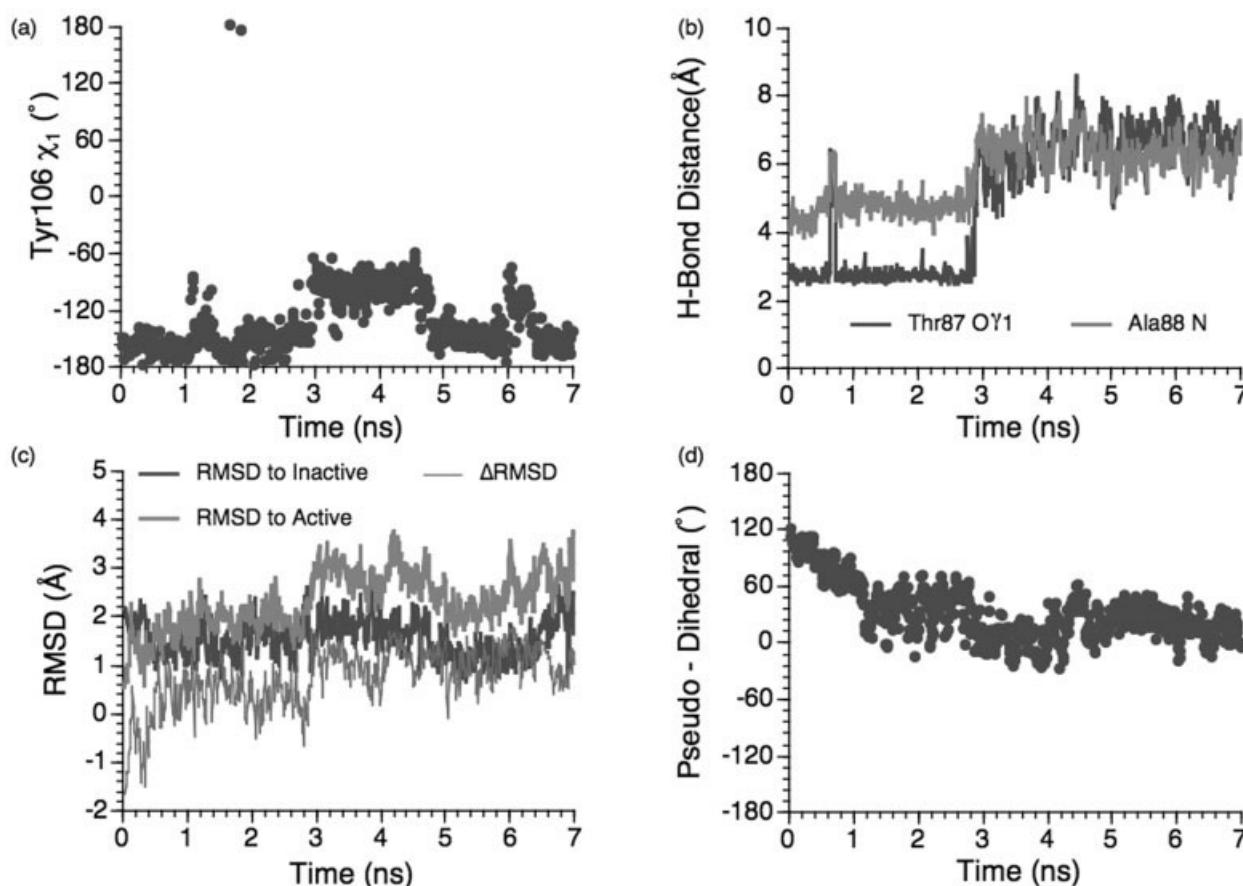 (a)
180
120
60
0
-60
-120
-180
Tyr106 χ1 (°)
0 1 2 3 4 5 6 7
Time (ns)
(b)
10
8
6
4
2
0
H-Bond Distance(Å)
Thr87 Oγ1 Ala88 N
0 1 2 3 4 5 6 7
Time (ns)
(c)
5
4
3
2
1
0
-1
-2
RMSD (Å)
RMSD to Inactive ΔRMSD
RMSD to Active
0 1 2 3 4 5 6 7
Time (ns)
(d)
180
120
60
0
-60
-120
-180
Pseudo - Dihedral (°)
0 1 2 3 4 5 6 7
Time (ns)